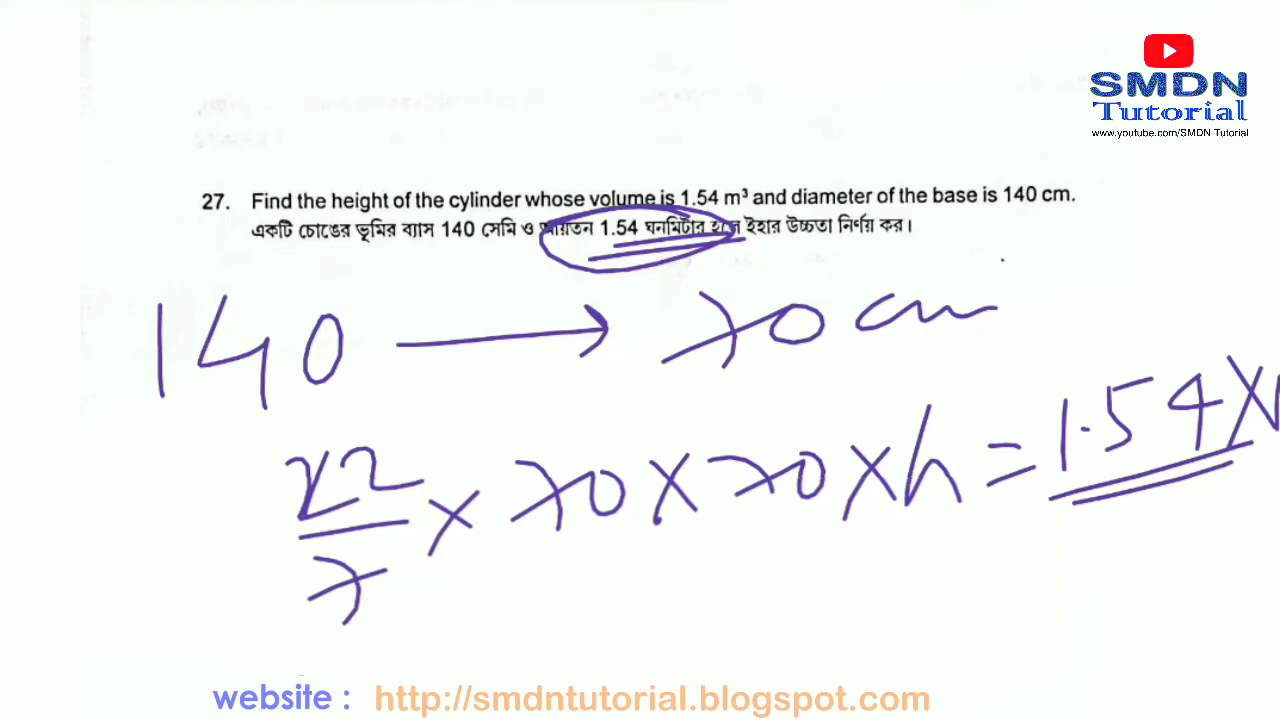 SMDN
Tutorial
www.youtube.com/SMDN Tutorial
27. Find the height of the cylinder whose volume is 1.54 m³ and diameter of the base is 140 cm.
একটি চোঙের ভূমির ব্যাস 140 সেমি ও আয়তন 1.54 ঘনমিটার হলে ইহার উচ্চতা নির্ণয় কর।
140 → 70 cm
22/7 × 70 × 70 × h = 1.54 ×
website : http://smdntutorial.blogspot.com